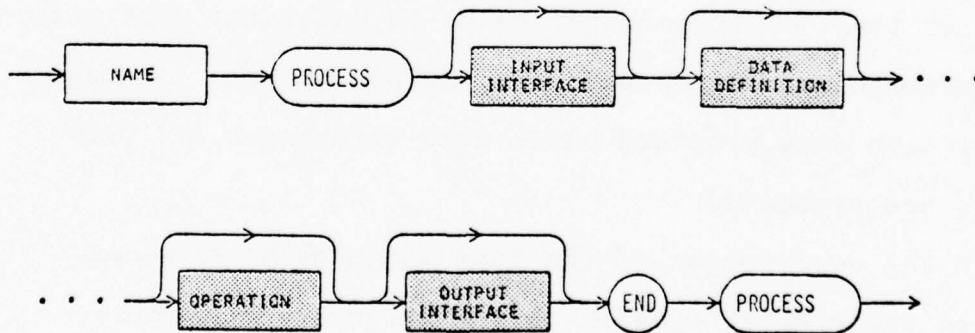 NAME
PROCESS
INPUT
INTERFACE
DATA
DEFINITION
OPERATION
OUTPUT
INTERFACE
END
PROCESS